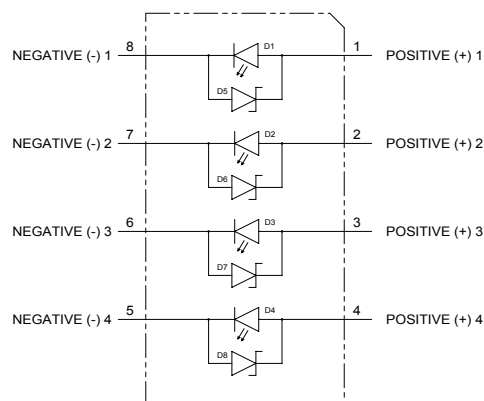 NEGATIVE (-) 1 8 D1 1 POSITIVE (+) 1
D5
NEGATIVE (-) 2 7 D2 2 POSITIVE (+) 2
D6
NEGATIVE (-) 3 6 D3 3 POSITIVE (+) 3
D7
NEGATIVE (-) 4 5 D4 4 POSITIVE (+) 4
D8